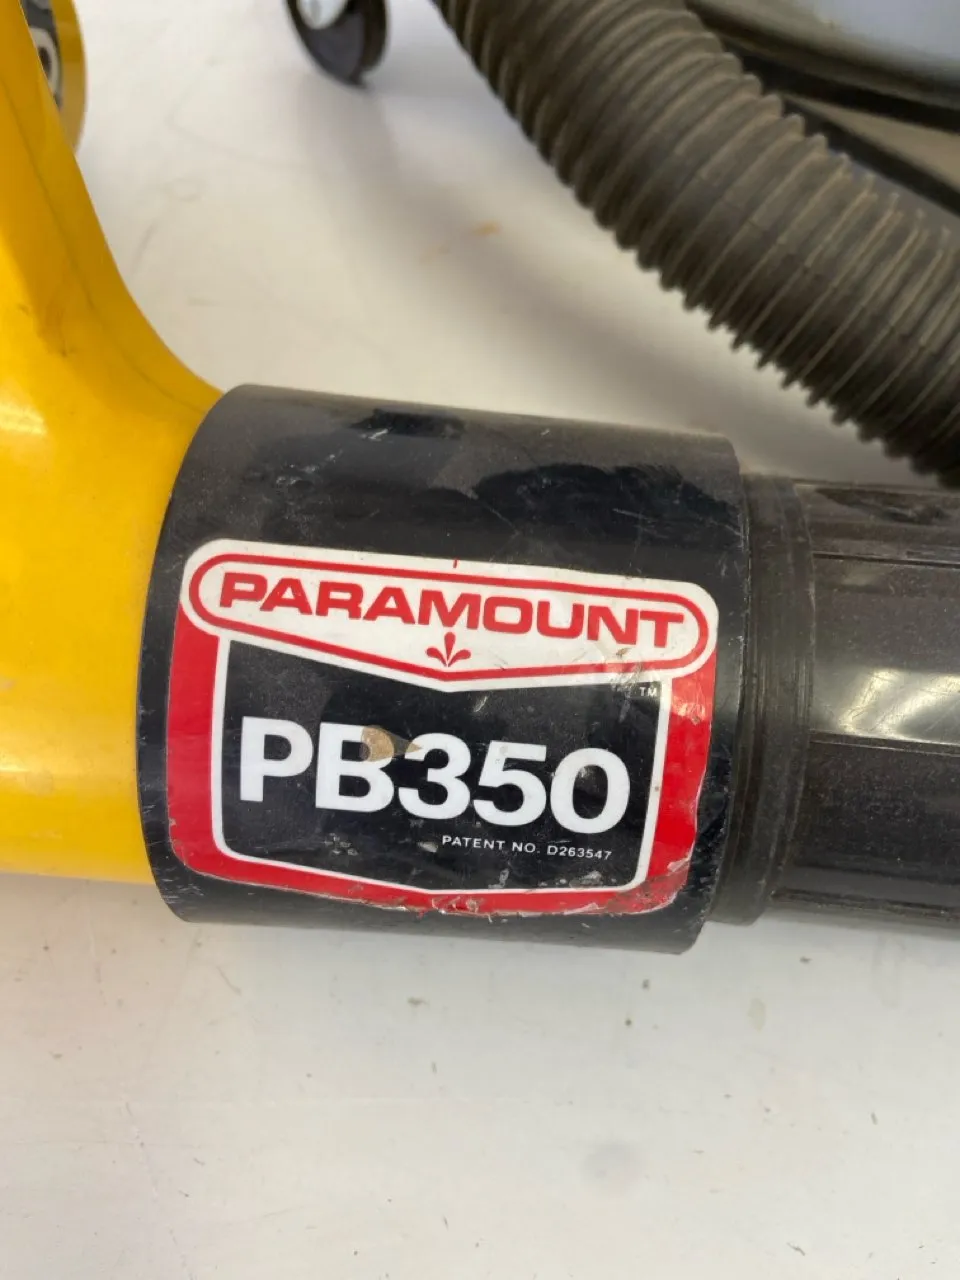 PARAMOUNT
TM
PB350
PATENT NO. D263547